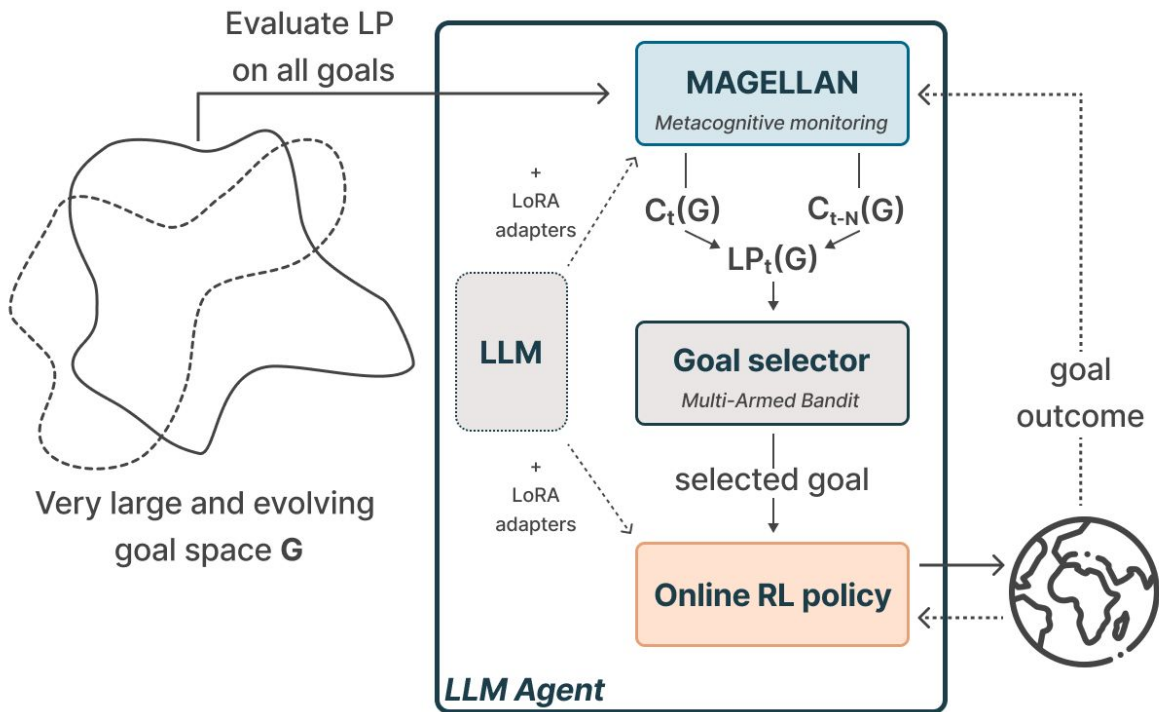 Evaluate LP
on all goals
MAGELLAN
Metacognitive monitoring
+
LoRA
adapters
Cₜ(G)
Cₜ₋N(G)
LPₜ(G)
LLM
Goal selector
Multi-Armed Bandit
goal
outcome
+
LoRA
adapters
selected goal
Very large and evolving
goal space G
Online RL policy
LLM Agent